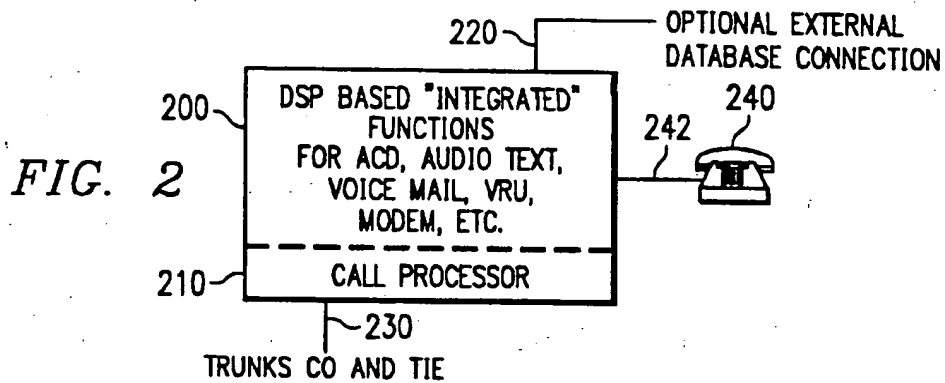 220
OPTIONAL EXTERNAL
DATABASE CONNECTION
200
DSP BASED "INTEGRATED"
FUNCTIONS
FOR ACD, AUDIO TEXT,
VOICE MAIL, VRU,
MODEM, ETC.
240
242
FIG. 2
210
CALL PROCESSOR
230
TRUNKS CO AND TIE